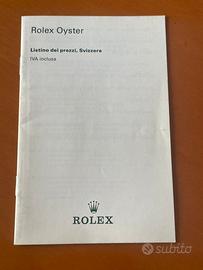 Rolex Oyster
Listino dei prezzi, Svizzera
IVA inclusa
ROLEX
subito